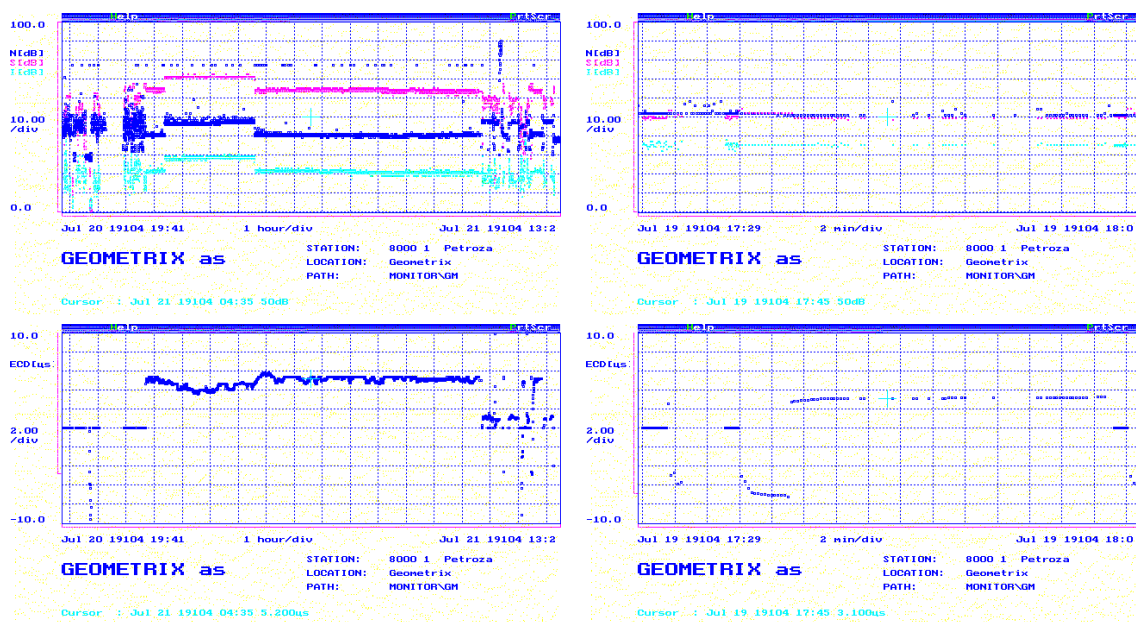 Help PrtScr
100.0
N[dB]
S[dB]
I[dB]
10.00
/div
0.0
Jul 20 19104 19:41 1 hour/div Jul 21 19104 13:2
STATION: 8000 1 Petroza
GEOMETRIX as LOCATION: Geometrix
PATH: MONITOR\GM
Cursor : Jul 21 19104 04:35 50dB
Help PrtScr
100.0
N[dB]
S[dB]
I[dB]
10.00
/div
0.0
Jul 19 19104 17:29 2 min/div Jul 19 19104 18:0
STATION: 8000 1 Petroza
GEOMETRIX as LOCATION: Geometrix
PATH: MONITOR\GM
Cursor : Jul 19 19104 17:45 50dB
Help PrtScr
10.0
ECD[µs
2.00
/div
-10.0
Jul 20 19104 19:41 1 hour/div Jul 21 19104 13:2
STATION: 8000 1 Petroza
GEOMETRIX as LOCATION: Geometrix
PATH: MONITOR\GM
Cursor : Jul 21 19104 04:35 5.200µs
Help PrtScr
10.0
ECD[µs
2.00
/div
-10.0
Jul 19 19104 17:29 2 min/div Jul 19 19104 18:0
STATION: 8000 1 Petroza
GEOMETRIX as LOCATION: Geometrix
PATH: MONITOR\GM
Cursor : Jul 19 19104 17:45 3.100µs